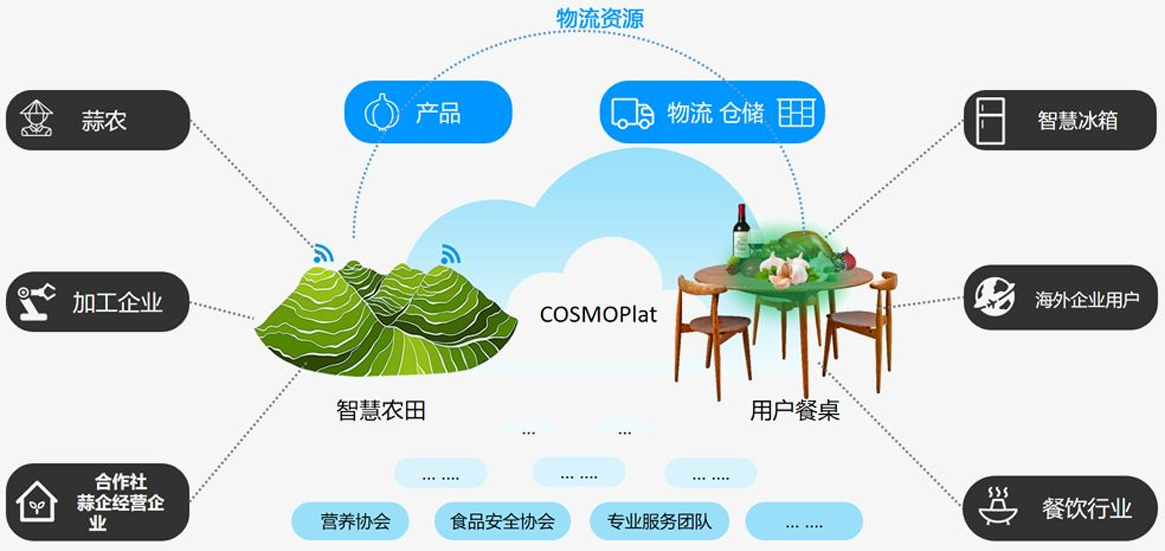 物流资源
蒜农
产品
物流 仓储
智慧冰箱
加工企业
COSMOPlat
海外企业用户
智慧农田
用户餐桌
...
...
合作社
蒜企经营企
业
... ....
... ....
... ....
餐饮行业
营养协会
食品安全协会
专业服务团队
... ....